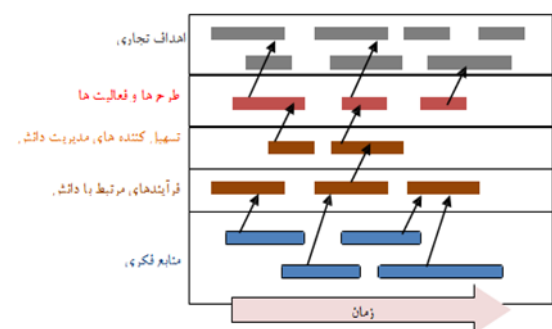 اهداف تجاری
طرح ها و فعالیت ها
تسهیل کننده های مدیریت دانش
فرآیندهای مرتبط با دانش
منابع فکری
زمان